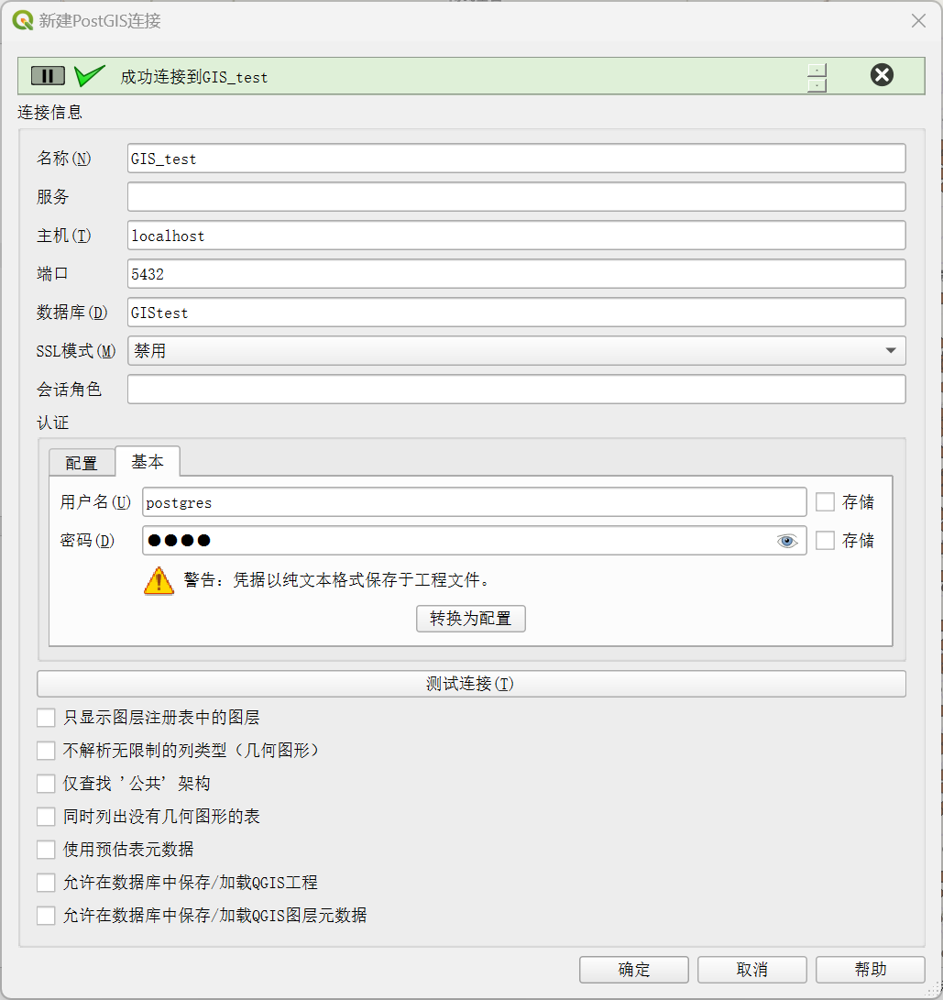 新建PostGIS连接
成功连接到GIS_test
连接信息
名称(N) GIS_test
服务
主机(T) localhost
端口 5432
数据库(D) GIStest
SSL模式(M) 禁用
会话角色
认证
配置 基本
用户名(U) postgres 存储
密码(D) ●●●● 存储
警告: 凭据以纯文本格式保存于工程文件。
转换为配置
测试连接(T)
只显示图层注册表中的图层
不解析无限制的列类型（几何图形）
仅查找 '公共' 架构
同时列出没有几何图形的表
使用预估表元数据
允许在数据库中保存/加载QGIS工程
允许在数据库中保存/加载QGIS图层元数据
确定 取消 帮助